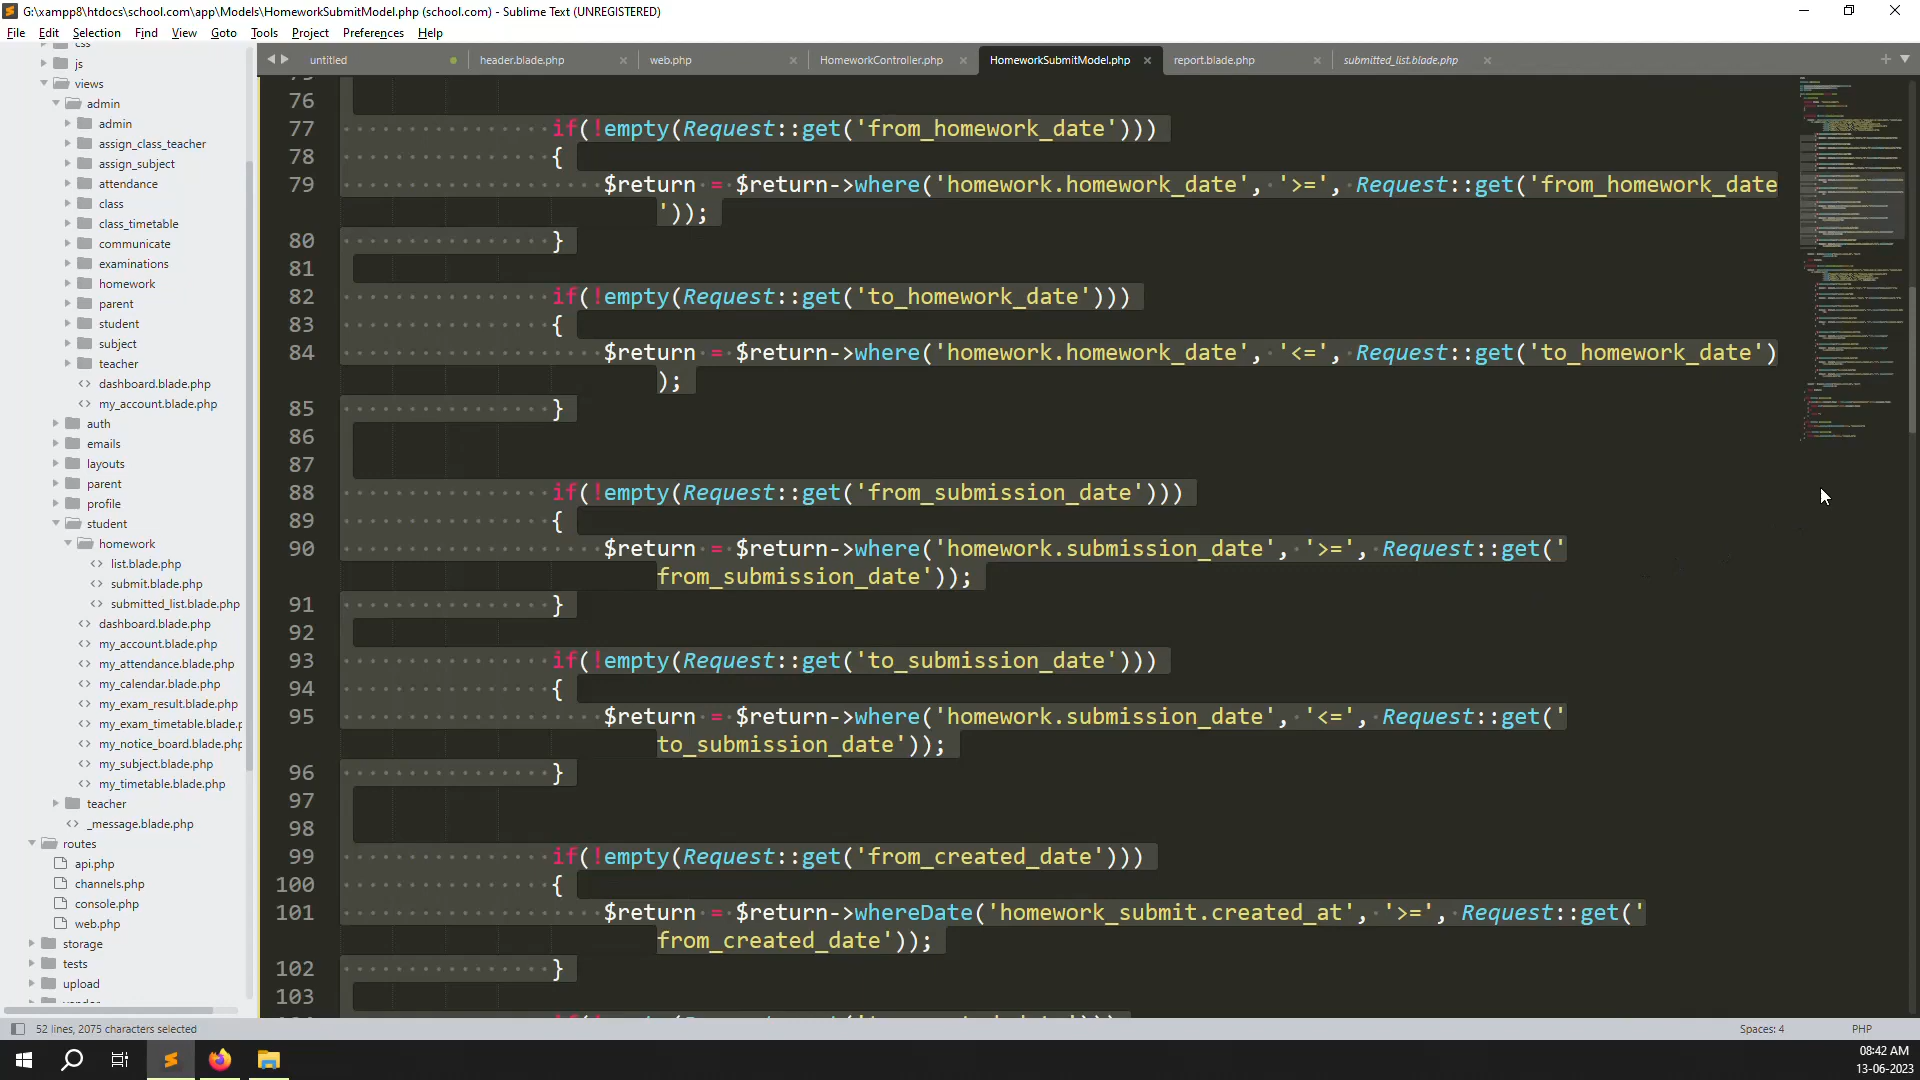 G:\xampp8\htdocs\school.com\app\Models\HomeworkSubmitModel.php (school.com) - Sublime Text (UNREGISTERED)
File Edit Selection Find View Goto Tools Project Preferences Help
untitled header.blade.php web.php HomeworkController.php HomeworkSubmitModel.php report.blade.php submitted_list.blade.php
css
js
views
admin
admin
assign_class_teacher
assign_subject
attendance
class
class_timetable
communicate
examinations
homework
parent
student
subject
teacher
dashboard.blade.php
my_account.blade.php
auth
emails
layouts
parent
profile
student
homework
list.blade.php
submit.blade.php
submitted_list.blade.php
dashboard.blade.php
my_account.blade.php
my_attendance.blade.php
my_calendar.blade.php
my_exam_result.blade.php
my_exam_timetable.blade.p
my_notice_board.blade.php
my_subject.blade.php
my_timetable.blade.php
teacher
_message.blade.php
routes
api.php
channels.php
console.php
web.php
storage
tests
upload
76
77 if(!empty(Request::get('from_homework_date')))
78 {
79 $return = $return->where('homework.homework_date', '>=', Request::get('from_homework_date
'));
80 }
81
82 if(!empty(Request::get('to_homework_date')))
83 {
84 $return = $return->where('homework.homework_date', '<=', Request::get('to_homework_date')
);
85 }
86
87
88 if(!empty(Request::get('from_submission_date')))
89 {
90 $return = $return->where('homework.submission_date', '>=', Request::get('
from_submission_date'));
91 }
92
93 if(!empty(Request::get('to_submission_date')))
94 {
95 $return = $return->where('homework.submission_date', '<=', Request::get('
to_submission_date'));
96 }
97
98
99 if(!empty(Request::get('from_created_date')))
100 {
101 $return = $return->whereDate('homework_submit.created_at', '>=', Request::get('
from_created_date'));
102 }
103
52 lines, 2075 characters selected
Spaces: 4 PHP
08:42 AM
13-06-2023